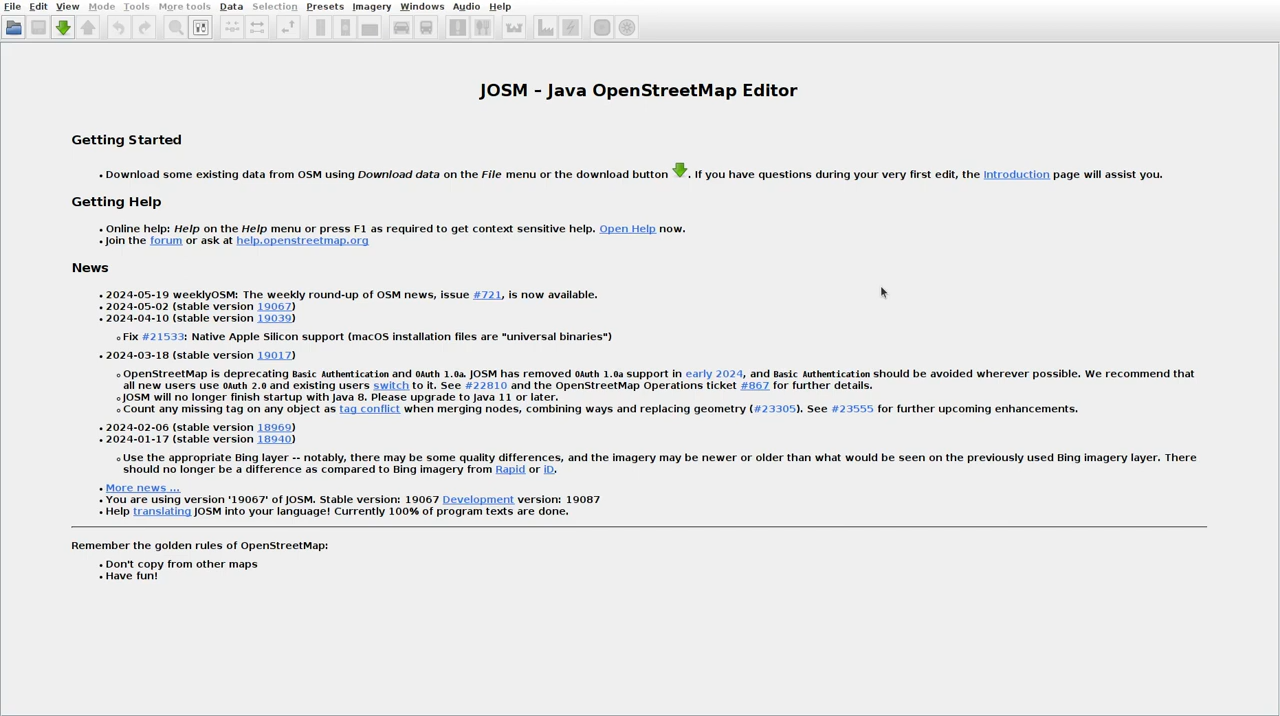 File Edit View Mode Tools More tools Data Selection Presets Imagery Windows Audio Help
JOSM – Java OpenStreetMap Editor
Getting Started
• Download some existing data from OSM using Download data on the File menu or the download button . If you have questions during your very first edit, the Introduction page will assist you.
Getting Help
• Online help: Help on the Help menu or press F1 as required to get context sensitive help. Open Help now.
• Join the forum or ask at help.openstreetmap.org
News
• 2024-05-19 weeklyOSM: The weekly round-up of OSM news, issue #721, is now available.
• 2024-05-02 (stable version 19067)
• 2024-04-10 (stable version 19039)
Fix #21533: Native Apple Silicon support (macOS installation files are "universal binaries")
• 2024-03-18 (stable version 19017)
OpenStreetMap is deprecating Basic Authentication and OAuth 1.0a. JOSM has removed OAuth 1.0a support in early 2024, and Basic Authentication should be avoided wherever possible. We recommend that
all new users use OAuth 2.0 and existing users switch to it. See #22810 and the OpenStreetMap Operations ticket #867 for further details.
JOSM will no longer finish startup with Java 8. Please upgrade to Java 11 or later.
Count any missing tag on any object as tag conflict when merging nodes, combining ways and replacing geometry (#23305). See #23555 for further upcoming enhancements.
• 2024-02-06 (stable version 18969)
• 2024-01-17 (stable version 18940)
Use the appropriate Bing layer -- notably, there may be some quality differences, and the imagery may be newer or older than what would be seen on the previously used Bing imagery layer. There
should no longer be a difference as compared to Bing imagery from Rapid or iD.
• More news ...
• You are using version '19067' of JOSM. Stable version: 19067 Development version: 19087
• Help translating JOSM into your language! Currently 100% of program texts are done.
Remember the golden rules of OpenStreetMap:
• Don't copy from other maps
• Have fun!